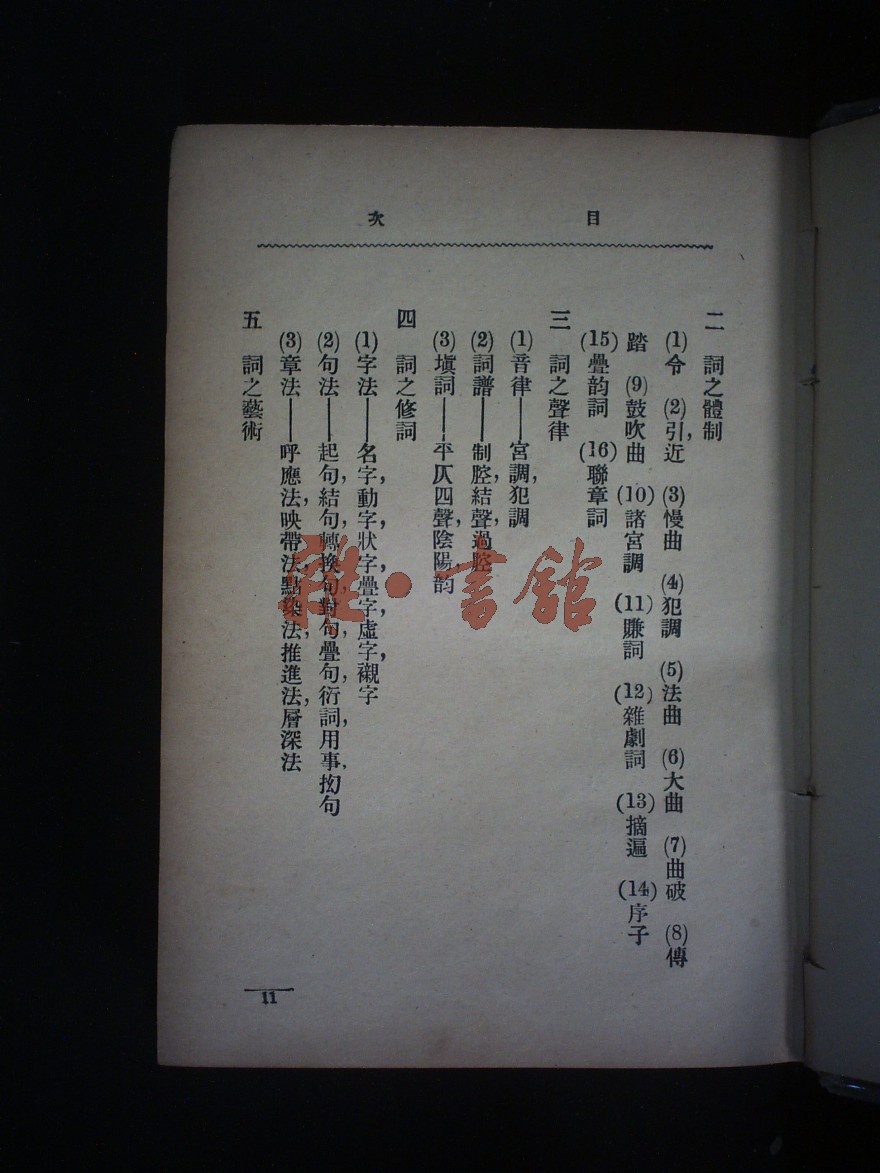 目次
二　詞之體制
(1)令　(2)引，近　(3)慢曲　(4)犯調　(5)法曲　(6)大曲　(7)曲破　(8)傳
踏　(9)鼓吹曲　(10)諸宮調　(11)賺詞　(12)雜劇詞　(13)摘遍　(14)序子
(15)疊韵詞　(16)聯章詞
三　詞之聲律
(1)音律——宮調，犯調
(2)詞譜——制腔，結聲，過腔
(3)塡詞——平仄四聲，陰陽，韵
四　詞之修詞
(1)字法——名字，動字，狀字，疊字，虛字，襯字
(2)句法——起句，結句，轉換句，對句，疊句，衍詞，用事，拗句
(3)章法——呼應法，映帶法，點染法，推進法，層深法
五　詞之藝術
11
雜·書館